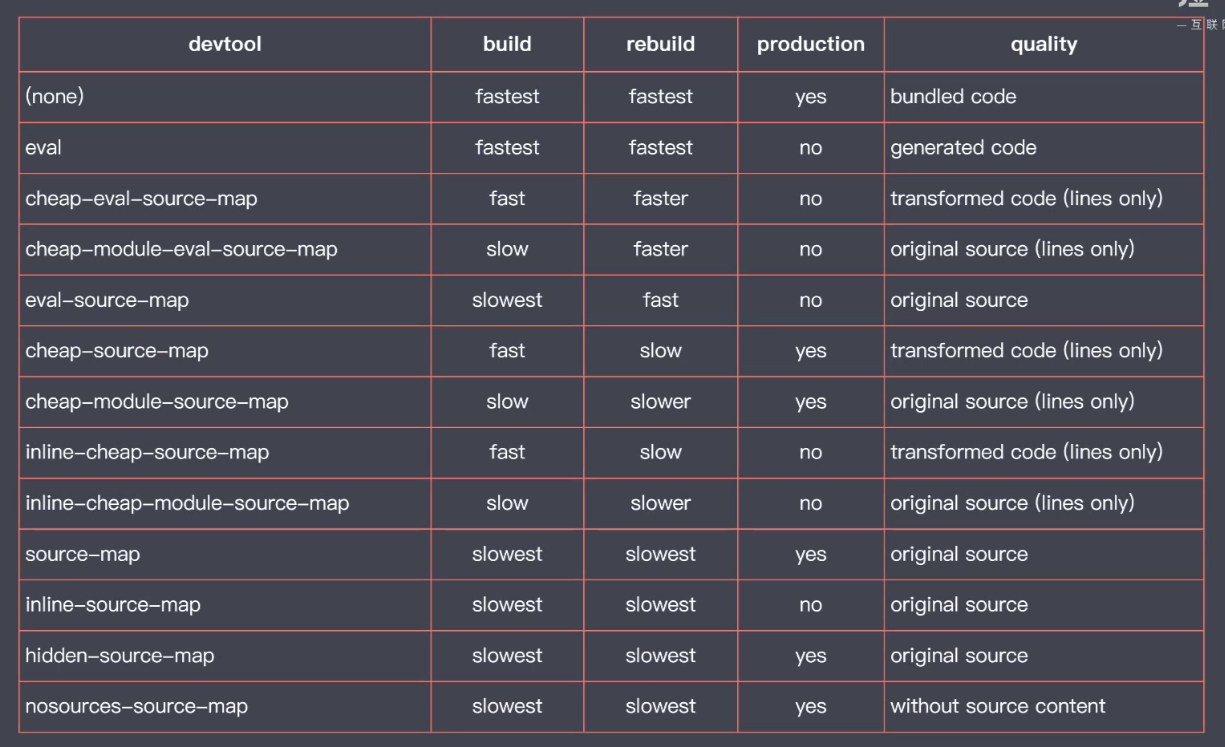 互联
devtool build rebuild production quality
(none) fastest fastest yes bundled code
eval fastest fastest no generated code
cheap-eval-source-map fast faster no transformed code (lines only)
cheap-module-eval-source-map slow faster no original source (lines only)
eval-source-map slowest fast no original source
cheap-source-map fast slow yes transformed code (lines only)
cheap-module-source-map slow slower yes original source (lines only)
inline-cheap-source-map fast slow no transformed code (lines only)
inline-cheap-module-source-map slow slower no original source (lines only)
source-map slowest slowest yes original source
inline-source-map slowest slowest no original source
hidden-source-map slowest slowest yes original source
nosources-source-map slowest slowest yes without source content